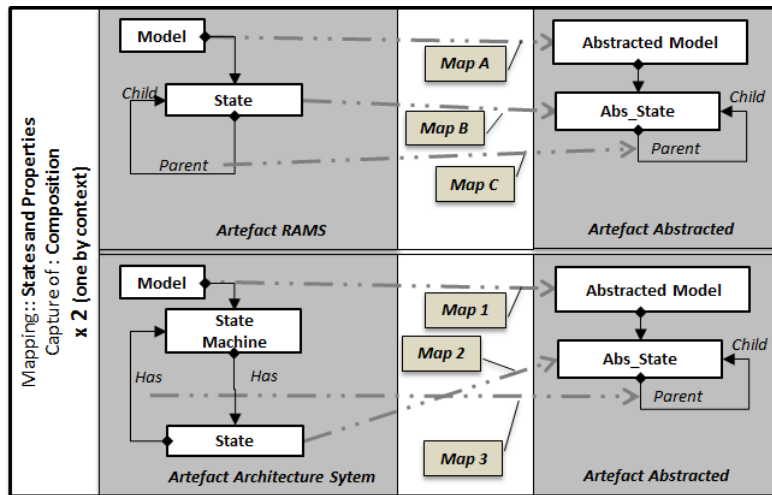 Mapping:: States and Properties
Capture of : Composition
x 2 (one by context)
Model
Map A
Abstracted Model
Child
State
Map B
Abs_State
Child
Parent
Map C
Parent
Artefact RAMS
Artefact Abstracted
Model
Map 1
Abstracted Model
State
Machine
Map 2
Abs_State
Child
Has
Has
Parent
State
Map 3
Artefact Architecture Sytem
Artefact Abstracted